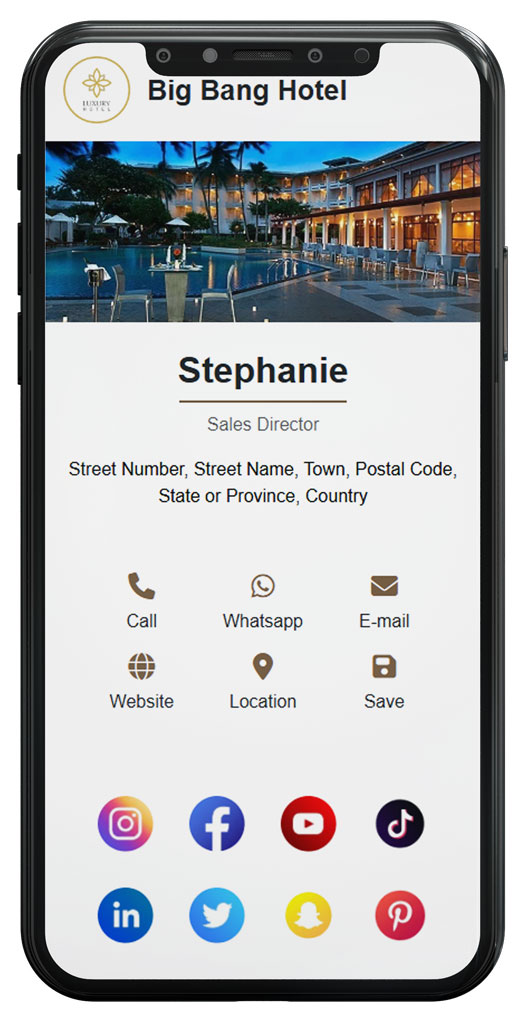 LUXURY
HOTEL
Big Bang Hotel
Stephanie
Sales Director
Street Number, Street Name, Town, Postal Code,
State or Province, Country
Call
Whatsapp
E-mail
Website
Location
Save
in